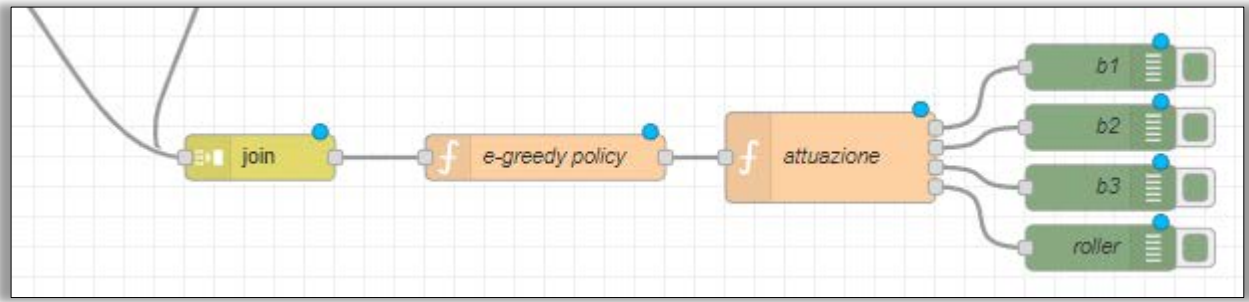 join
e-greedy policy
attuazione
b1
b2
b3
roller